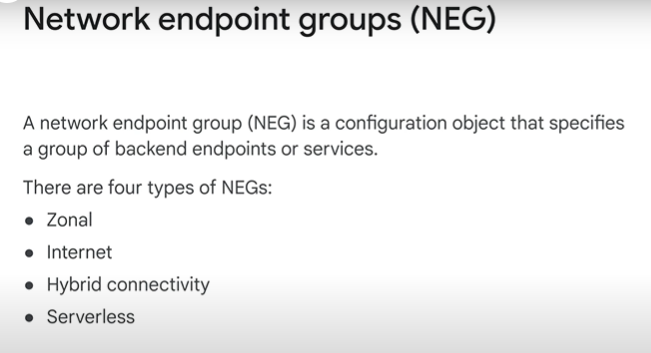 Network endpoint groups (NEG)
A network endpoint group (NEG) is a configuration object that specifies
a group of backend endpoints or services.
There are four types of NEGs:
• Zonal
• Internet
• Hybrid connectivity
• Serverless